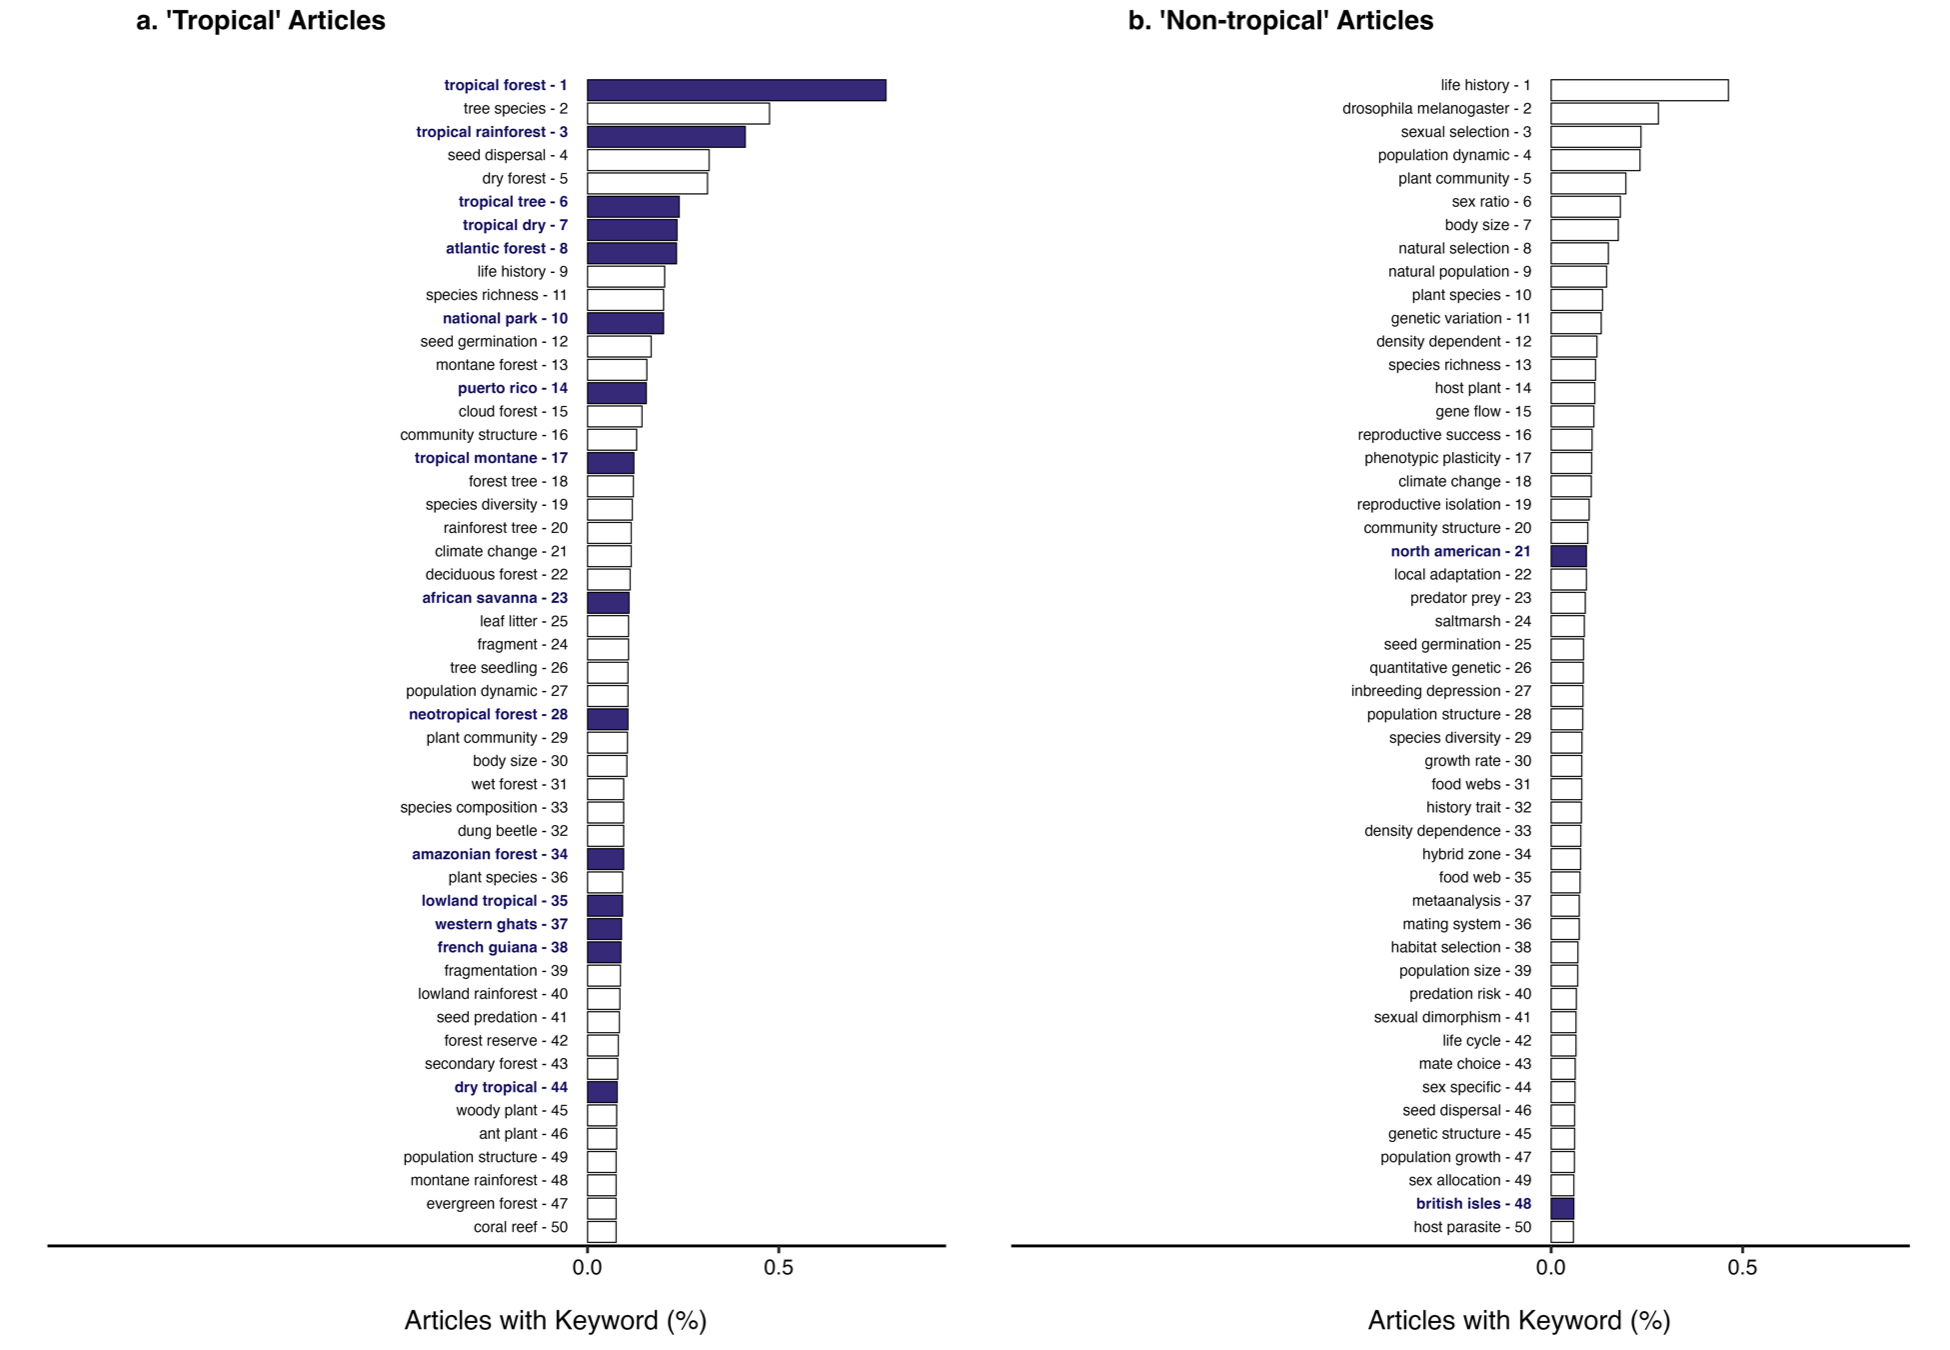 a. 'Tropical' Articles
tropical forest - 1
tree species - 2
tropical rainforest - 3
seed dispersal - 4
dry forest - 5
tropical tree - 6
tropical dry - 7
atlantic forest - 8
life history - 9
species richness - 11
national park - 10
seed germination - 12
montane forest - 13
puerto rico - 14
cloud forest - 15
community structure - 16
tropical montane - 17
forest tree - 18
species diversity - 19
rainforest tree - 20
climate change - 21
deciduous forest - 22
african savanna - 23
leaf litter - 25
fragment - 24
tree seedling - 26
population dynamic - 27
neotropical forest - 28
plant community - 29
body size - 30
wet forest - 31
species composition - 33
dung beetle - 32
amazonian forest - 34
plant species - 36
lowland tropical - 35
western ghats - 37
french guiana - 38
fragmentation - 39
lowland rainforest - 40
seed predation - 41
forest reserve - 42
secondary forest - 43
dry tropical - 44
woody plant - 45
ant plant - 46
population structure - 49
montane rainforest - 48
evergreen forest - 47
coral reef - 50
0.0 0.5
Articles with Keyword (%)
b. 'Non-tropical' Articles
life history - 1
drosophila melanogaster - 2
sexual selection - 3
population dynamic - 4
plant community - 5
sex ratio - 6
body size - 7
natural selection - 8
natural population - 9
plant species - 10
genetic variation - 11
density dependent - 12
species richness - 13
host plant - 14
gene flow - 15
reproductive success - 16
phenotypic plasticity - 17
climate change - 18
reproductive isolation - 19
community structure - 20
north american - 21
local adaptation - 22
predator prey - 23
saltmarsh - 24
seed germination - 25
quantitative genetic - 26
inbreeding depression - 27
population structure - 28
species diversity - 29
growth rate - 30
food webs - 31
history trait - 32
density dependence - 33
hybrid zone - 34
food web - 35
metaanalysis - 37
mating system - 36
habitat selection - 38
population size - 39
predation risk - 40
sexual dimorphism - 41
life cycle - 42
mate choice - 43
sex specific - 44
seed dispersal - 46
genetic structure - 45
population growth - 47
sex allocation - 49
british isles - 48
host parasite - 50
0.0 0.5
Articles with Keyword (%)